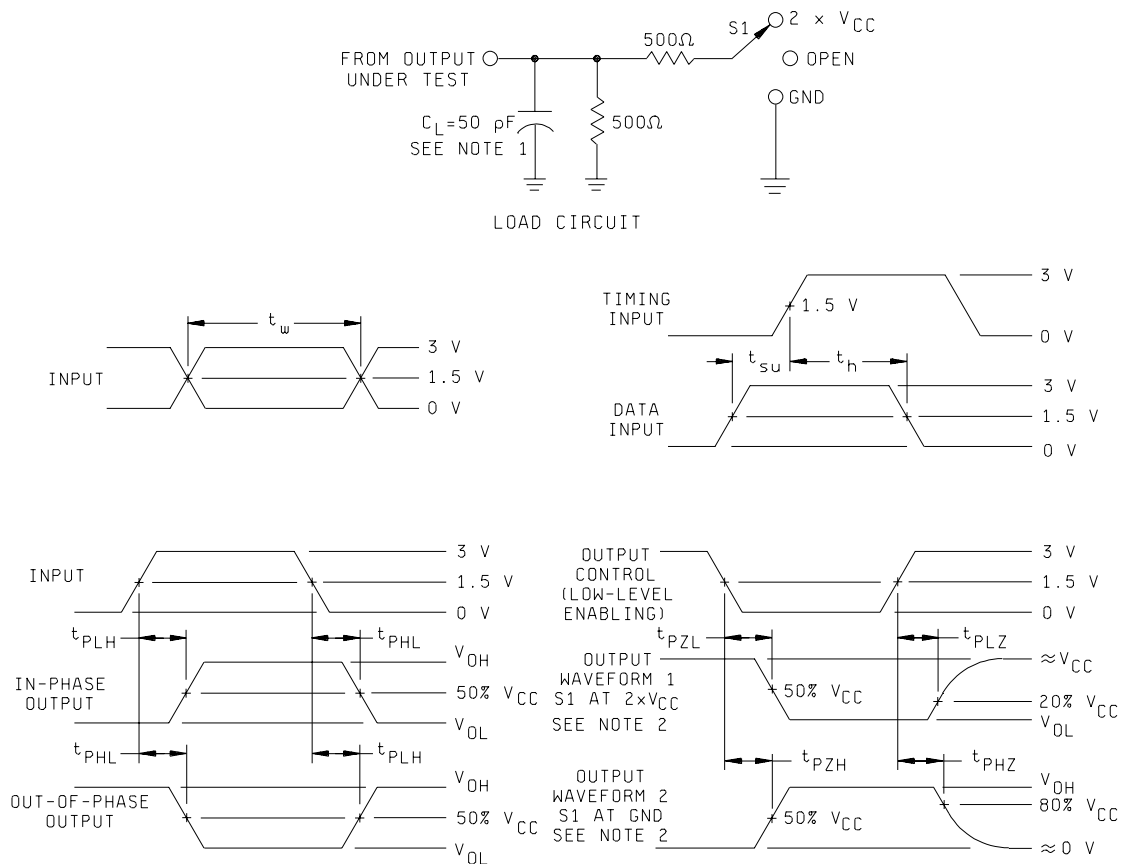 S1
2 × VCC
500Ω
FROM OUTPUT
UNDER TEST
OPEN
GND
CL=50 pF
SEE NOTE 1
500Ω
LOAD CIRCUIT
tw
INPUT
3 V
1.5 V
0 V
TIMING
INPUT
1.5 V
3 V
0 V
tsu
th
DATA
INPUT
3 V
1.5 V
0 V
INPUT
3 V
1.5 V
0 V
tPLH
tPHL
IN-PHASE
OUTPUT
VOH
50% VCC
VOL
tPHL
tPLH
OUT-OF-PHASE
OUTPUT
VOH
50% VCC
VOL
OUTPUT
CONTROL
(LOW-LEVEL
ENABLING)
3 V
1.5 V
0 V
tPZL
tPLZ
OUTPUT
WAVEFORM 1
S1 AT 2×VCC
SEE NOTE 2
50% VCC
≈VCC
20% VCC
VOL
tPZH
tPHZ
OUTPUT
WAVEFORM 2
S1 AT GND
SEE NOTE 2
50% VCC
VOH
80% VCC
≈0 V